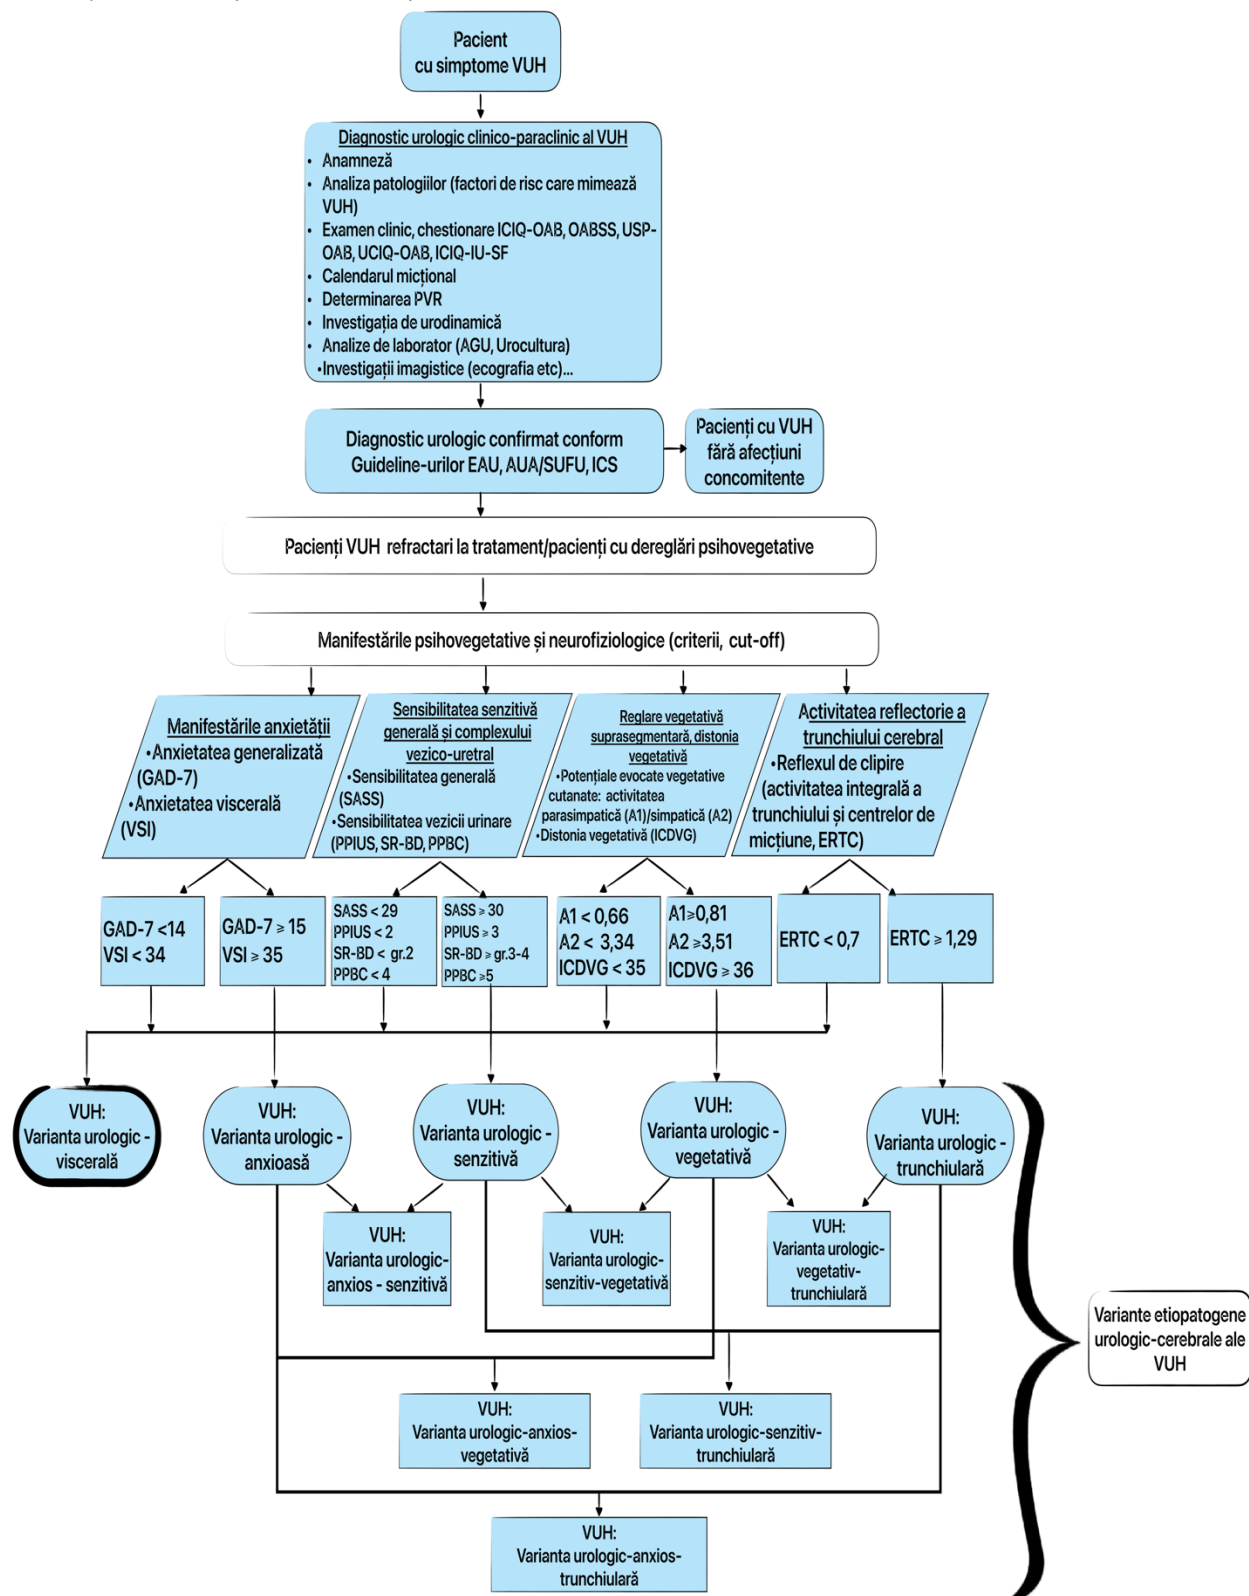 Pacient
cu simptome VUH
Diagnostic urologic clinico-paraclinic al VUH
• Anamneză
• Analiza patologiilor (factori de risc care mimează
VUH)
• Examen clinic, chestionare ICIQ-OAB, OABSS, USP-
OAB, UCIQ-OAB, ICIQ-IU-SF
• Calendarul micțional
• Determinarea PVR
• Investigația de urodinamică
• Analize de laborator (AGU, Urocultura)
•Investigații imagistice (ecografia etc)...
Diagnostic urologic confirmat conform
Guideline-urilor EAU, AUA/SUFU, ICS
Pacienți cu VUH
fără afecțiuni
concomitente
Pacienți VUH refractari la tratament/pacienți cu dereglări psihovegetative
Manifestările psihovegetative și neurofiziologice (criterii, cut-off)
Manifestările anxietății
•Anxietatea generalizată
(GAD-7)
•Anxietatea viscerală
(VSI)
Sensibilitatea senzitivă
generală și complexului
vezico-uretral
•Sensibilitatea generală
(SASS)
•Sensibilitatea vezicii urinare
(PPIUS, SR-BD, PPBC)
Reglare vegetativă
suprasegmentară, distonia
vegetativă
•Potențiale evocate vegetative
cutanate: activitatea
parasimpatică (A1)/simpatică (A2)
•Distonia vegetativă (ICDVG)
Activitatea reflectorie a
trunchiului cerebral
•Reflexul de clipire
(activitatea integrală a
trunchiului și centrelor de
micțiune, ERTC)
GAD-7 <14
VSI < 34
GAD-7 ≥ 15
VSI ≥ 35
SASS < 29
PPIUS < 2
SR-BD < gr.2
PPBC < 4
SASS ≥ 30
PPIUS ≥ 3
SR-BD ≥ gr.3-4
PPBC ≥5
A1 < 0,66
A2 < 3,34
ICDVG < 35
A1≥0,81
A2 ≥3,51
ICDVG ≥ 36
ERTC < 0,7
ERTC ≥ 1,29
VUH:
Varianta urologic -
viscerală
VUH:
Varianta urologic -
anxioasă
VUH:
Varianta urologic -
senzitivă
VUH:
Varianta urologic -
vegetativă
VUH:
Varianta urologic -
trunchiulară
VUH:
Varianta urologic-
anxios - senzitivă
VUH:
Varianta urologic-
senzitiv-vegetativă
VUH:
Varianta urologic-
vegetativ-
trunchiulară
Variante etiopatogene
urologic-cerebrale ale
VUH
VUH:
Varianta urologic-anxios-
vegetativă
VUH:
Varianta urologic-senzitiv-
trunchiulară
VUH:
Varianta urologic-anxios-
trunchiulară